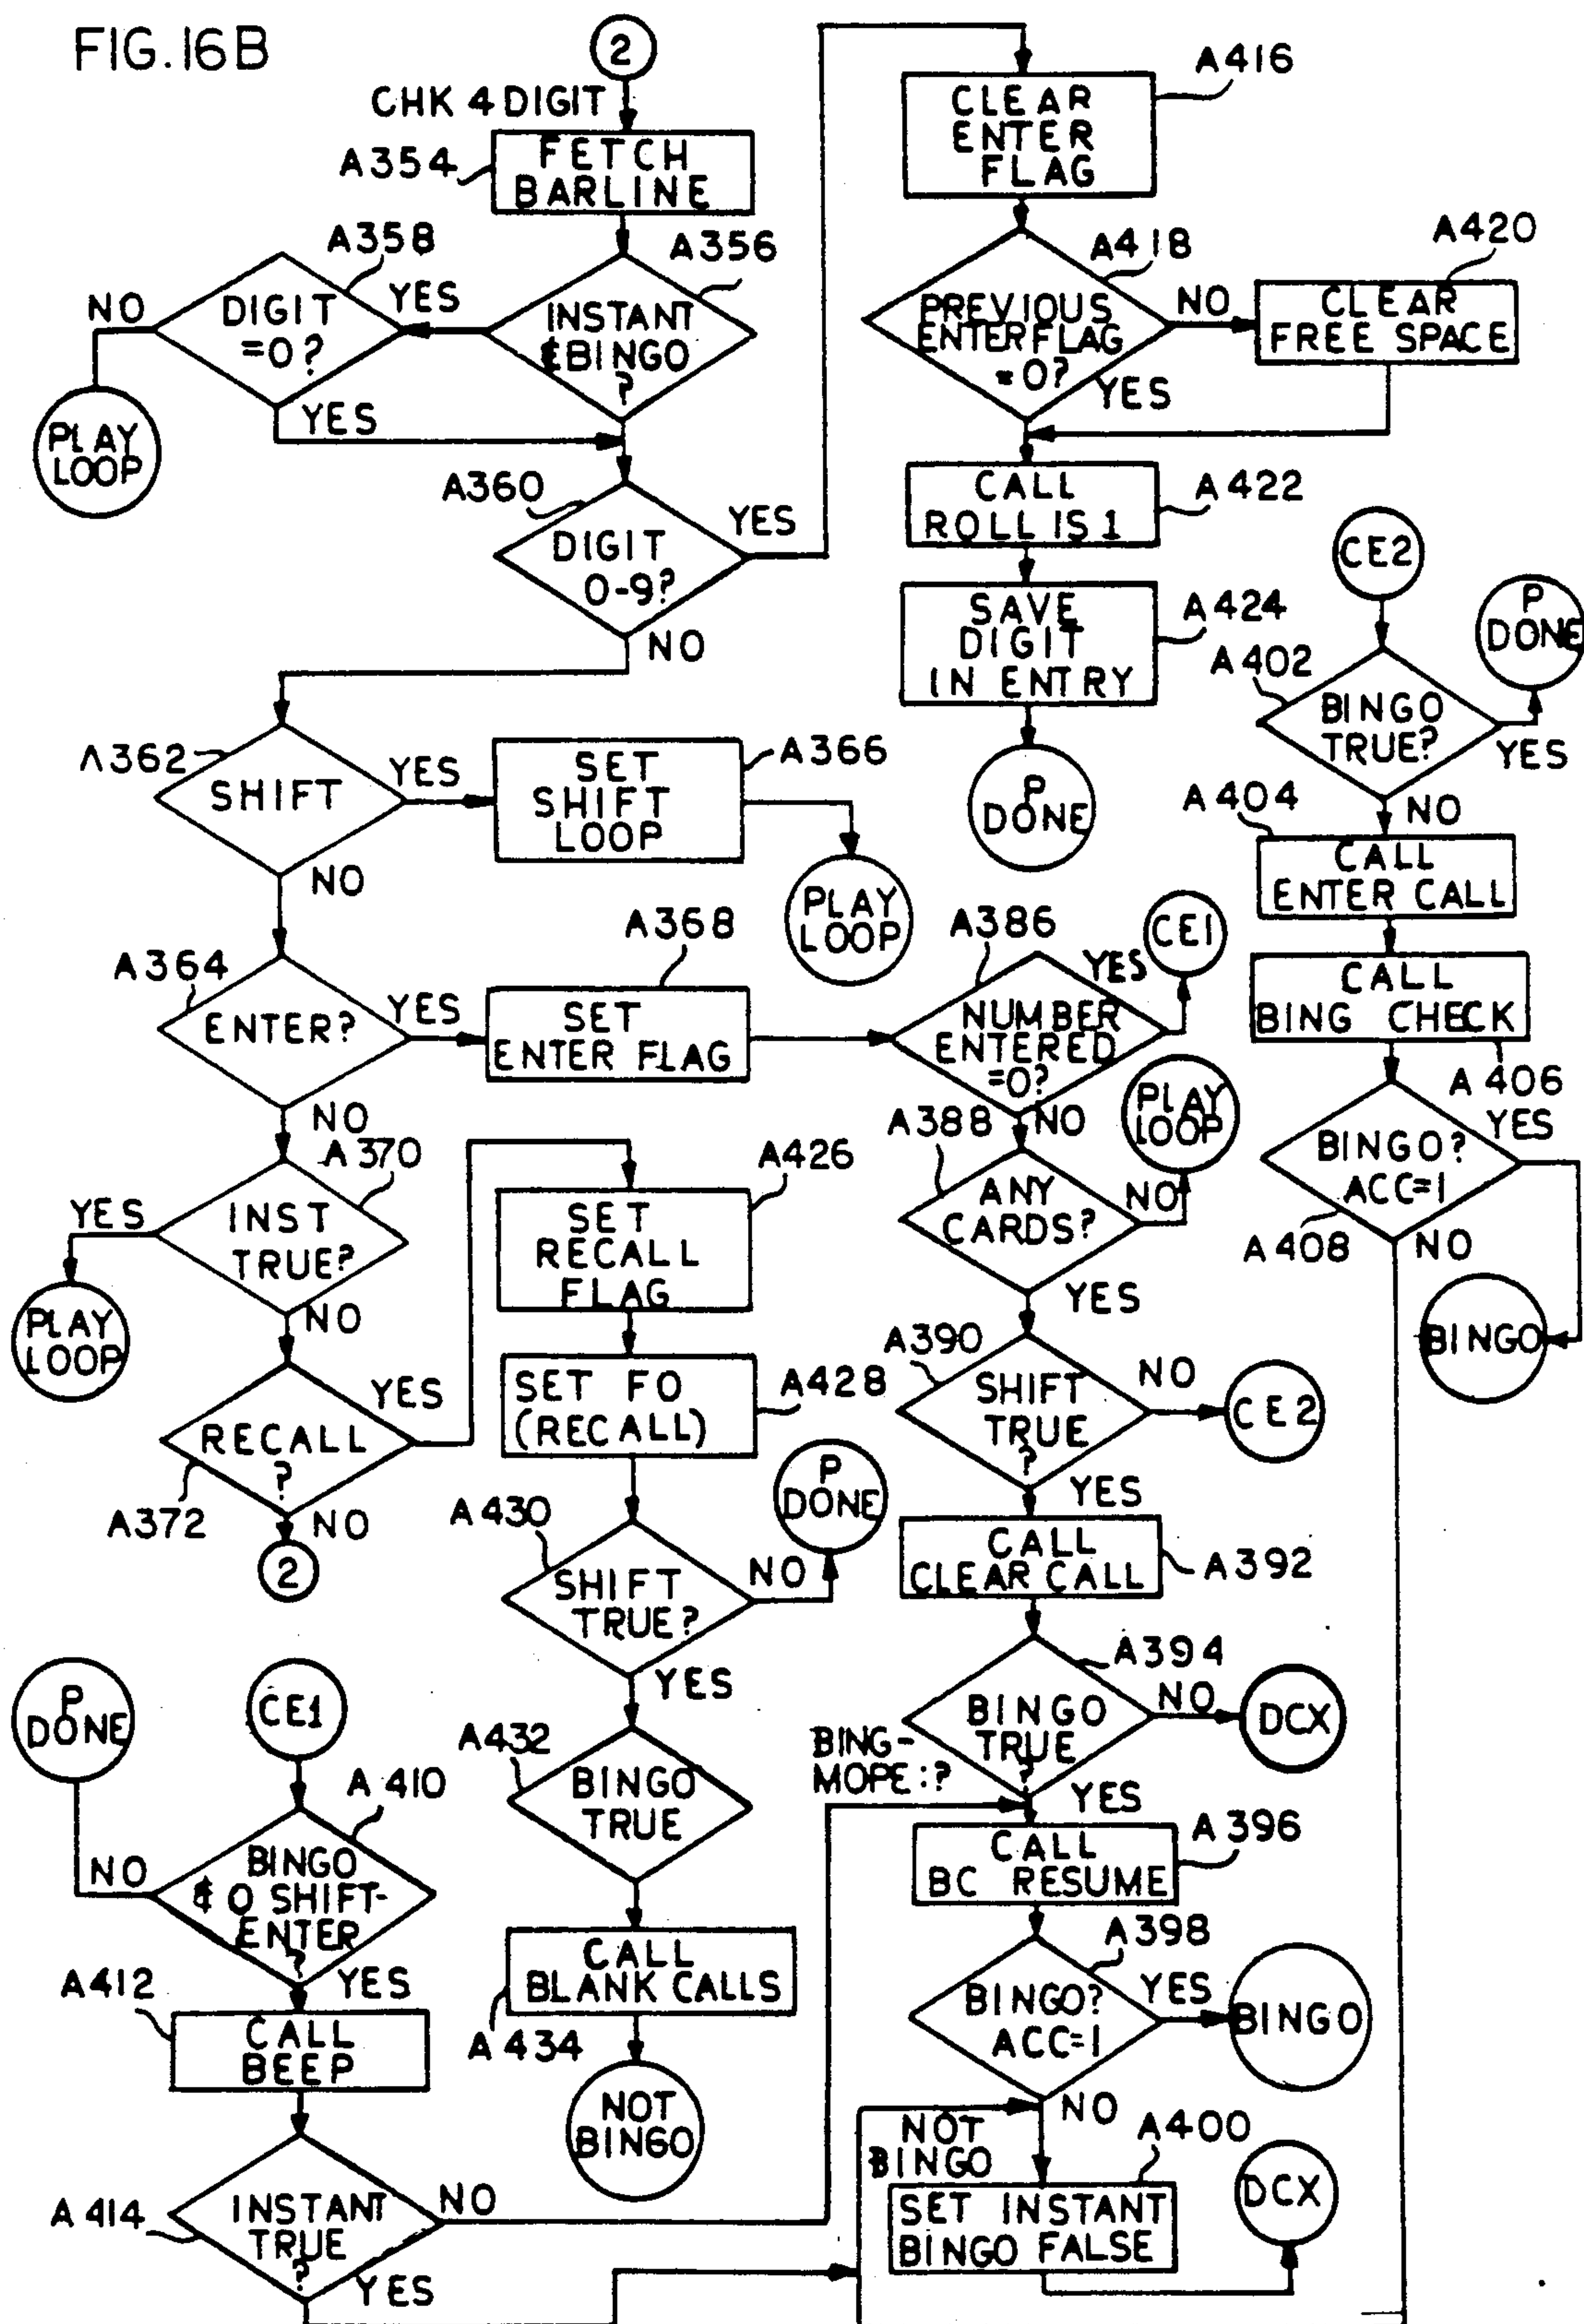 FIG.16B
2
CHK 4 DIGIT
A354
FETCH
BARLINE
A358
A356
NO
DIGIT
=0?
YES
INSTANT
¢BINGO
?
PLAY
LOOP
YES
A360
DIGIT
0-9?
YES
NO
A362
SHIFT
YES
SET
SHIFT
LOOP
A366
PLAY
LOOP
NO
A364
ENTER?
YES
A368
SET
ENTER FLAG
NO
A370
YES
INST
TRUE?
PLAY
LOOP
NO
RECALL
?
YES
A372
NO
2
A426
SET
RECALL
FLAG
SET FO
(RECALL)
A428
A430
SHIFT
TRUE?
NO
P
DONE
YES
A432
BINGO
TRUE
CALL
BLANK CALLS
A434
NOT
BINGO
P
DONE
CE1
A410
NO
BINGO
¢ 0 SHIFT-
ENTER
?
YES
A412
CALL
BEEP
A414
INSTANT
TRUE
?
NO
YES
A416
CLEAR
ENTER
FLAG
A418
PREVIOUS
ENTER FLAG
=0?
NO
A420
CLEAR
FREE SPACE
YES
CALL
ROLL IS 1
A422
SAVE
DIGIT
IN ENTRY
A424
P
DONE
A386
NUMBER
ENTERED
=0?
YES
CE1
NO
A388
ANY
CARDS?
NO
PLAY
LOOP
YES
A390
SHIFT
TRUE
?
NO
CE2
YES
CALL
CLEAR CALL
A392
A394
BINGO
TRUE
?
NO
DCX
BING-
MOPE:?
YES
CALL
BC RESUME
A396
A398
BINGO?
ACC=1
YES
BINGO
NO
NOT
BINGO
A400
SET INSTANT
BINGO FALSE
DCX
CE2
P
DONE
A402
BINGO
TRUE?
YES
A404
NO
CALL
ENTER CALL
CALL
BING CHECK
A406
BINGO?
ACC=1
YES
A408
NO
BINGO